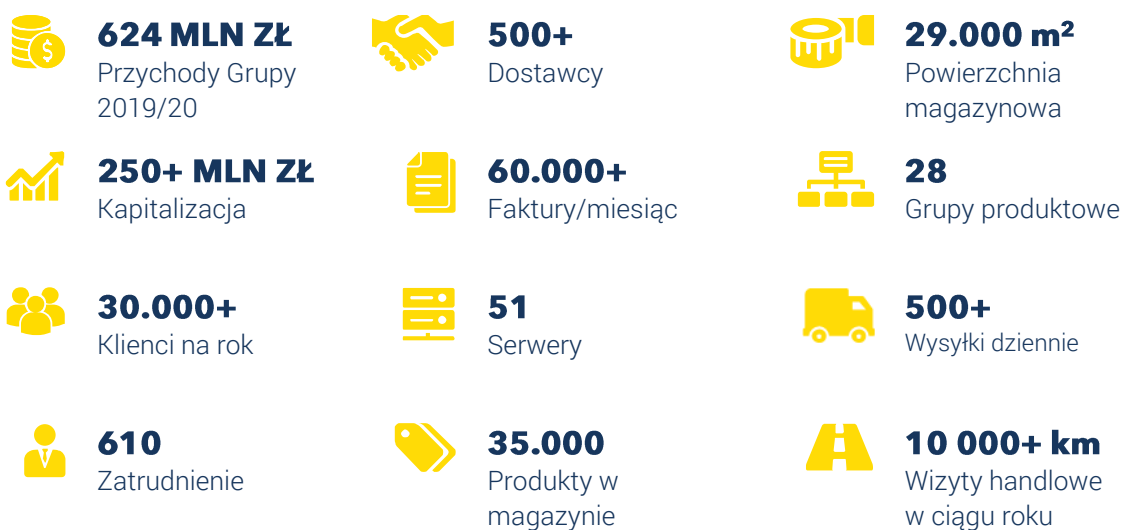 624 MLN ZŁ
Przychody Grupy
2019/20
500+
Dostawcy
29.000 m²
Powierzchnia
magazynowa
250+ MLN ZŁ
Kapitalizacja
60.000+
Faktury/miesiąc
28
Grupy produktowe
30.000+
Klienci na rok
51
Serwery
500+
Wysyłki dziennie
610
Zatrudnienie
35.000
Produkty w
magazynie
10 000+ km
Wizyty handlowe
w ciągu roku